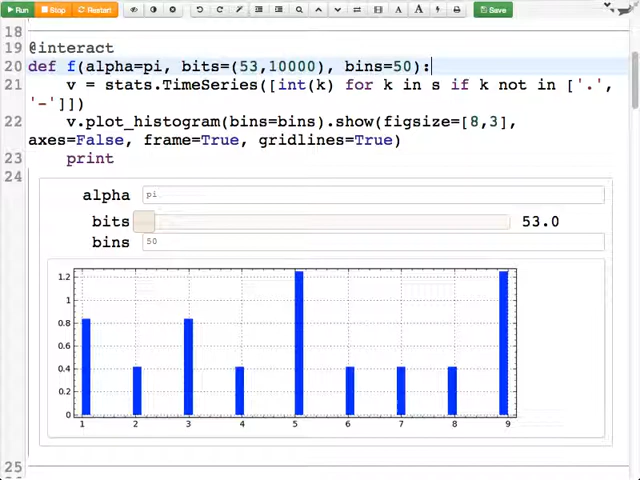 Run Stop Restart A A Save
18
19 @interact
20 def f(alpha=pi, bits=(53,10000), bins=50):
21 v = stats.TimeSeries([int(k) for k in s if k not in ['.',
'-']])
22 v.plot_histogram(bins=bins).show(figsize=[8,3],
axes=False, frame=True, gridlines=True)
23 print
24
alpha pi
bits 53.0
bins 50
1.2
1
0.8
0.6
0.4
0.2
0
1 2 3 4 5 6 7 8 9
25